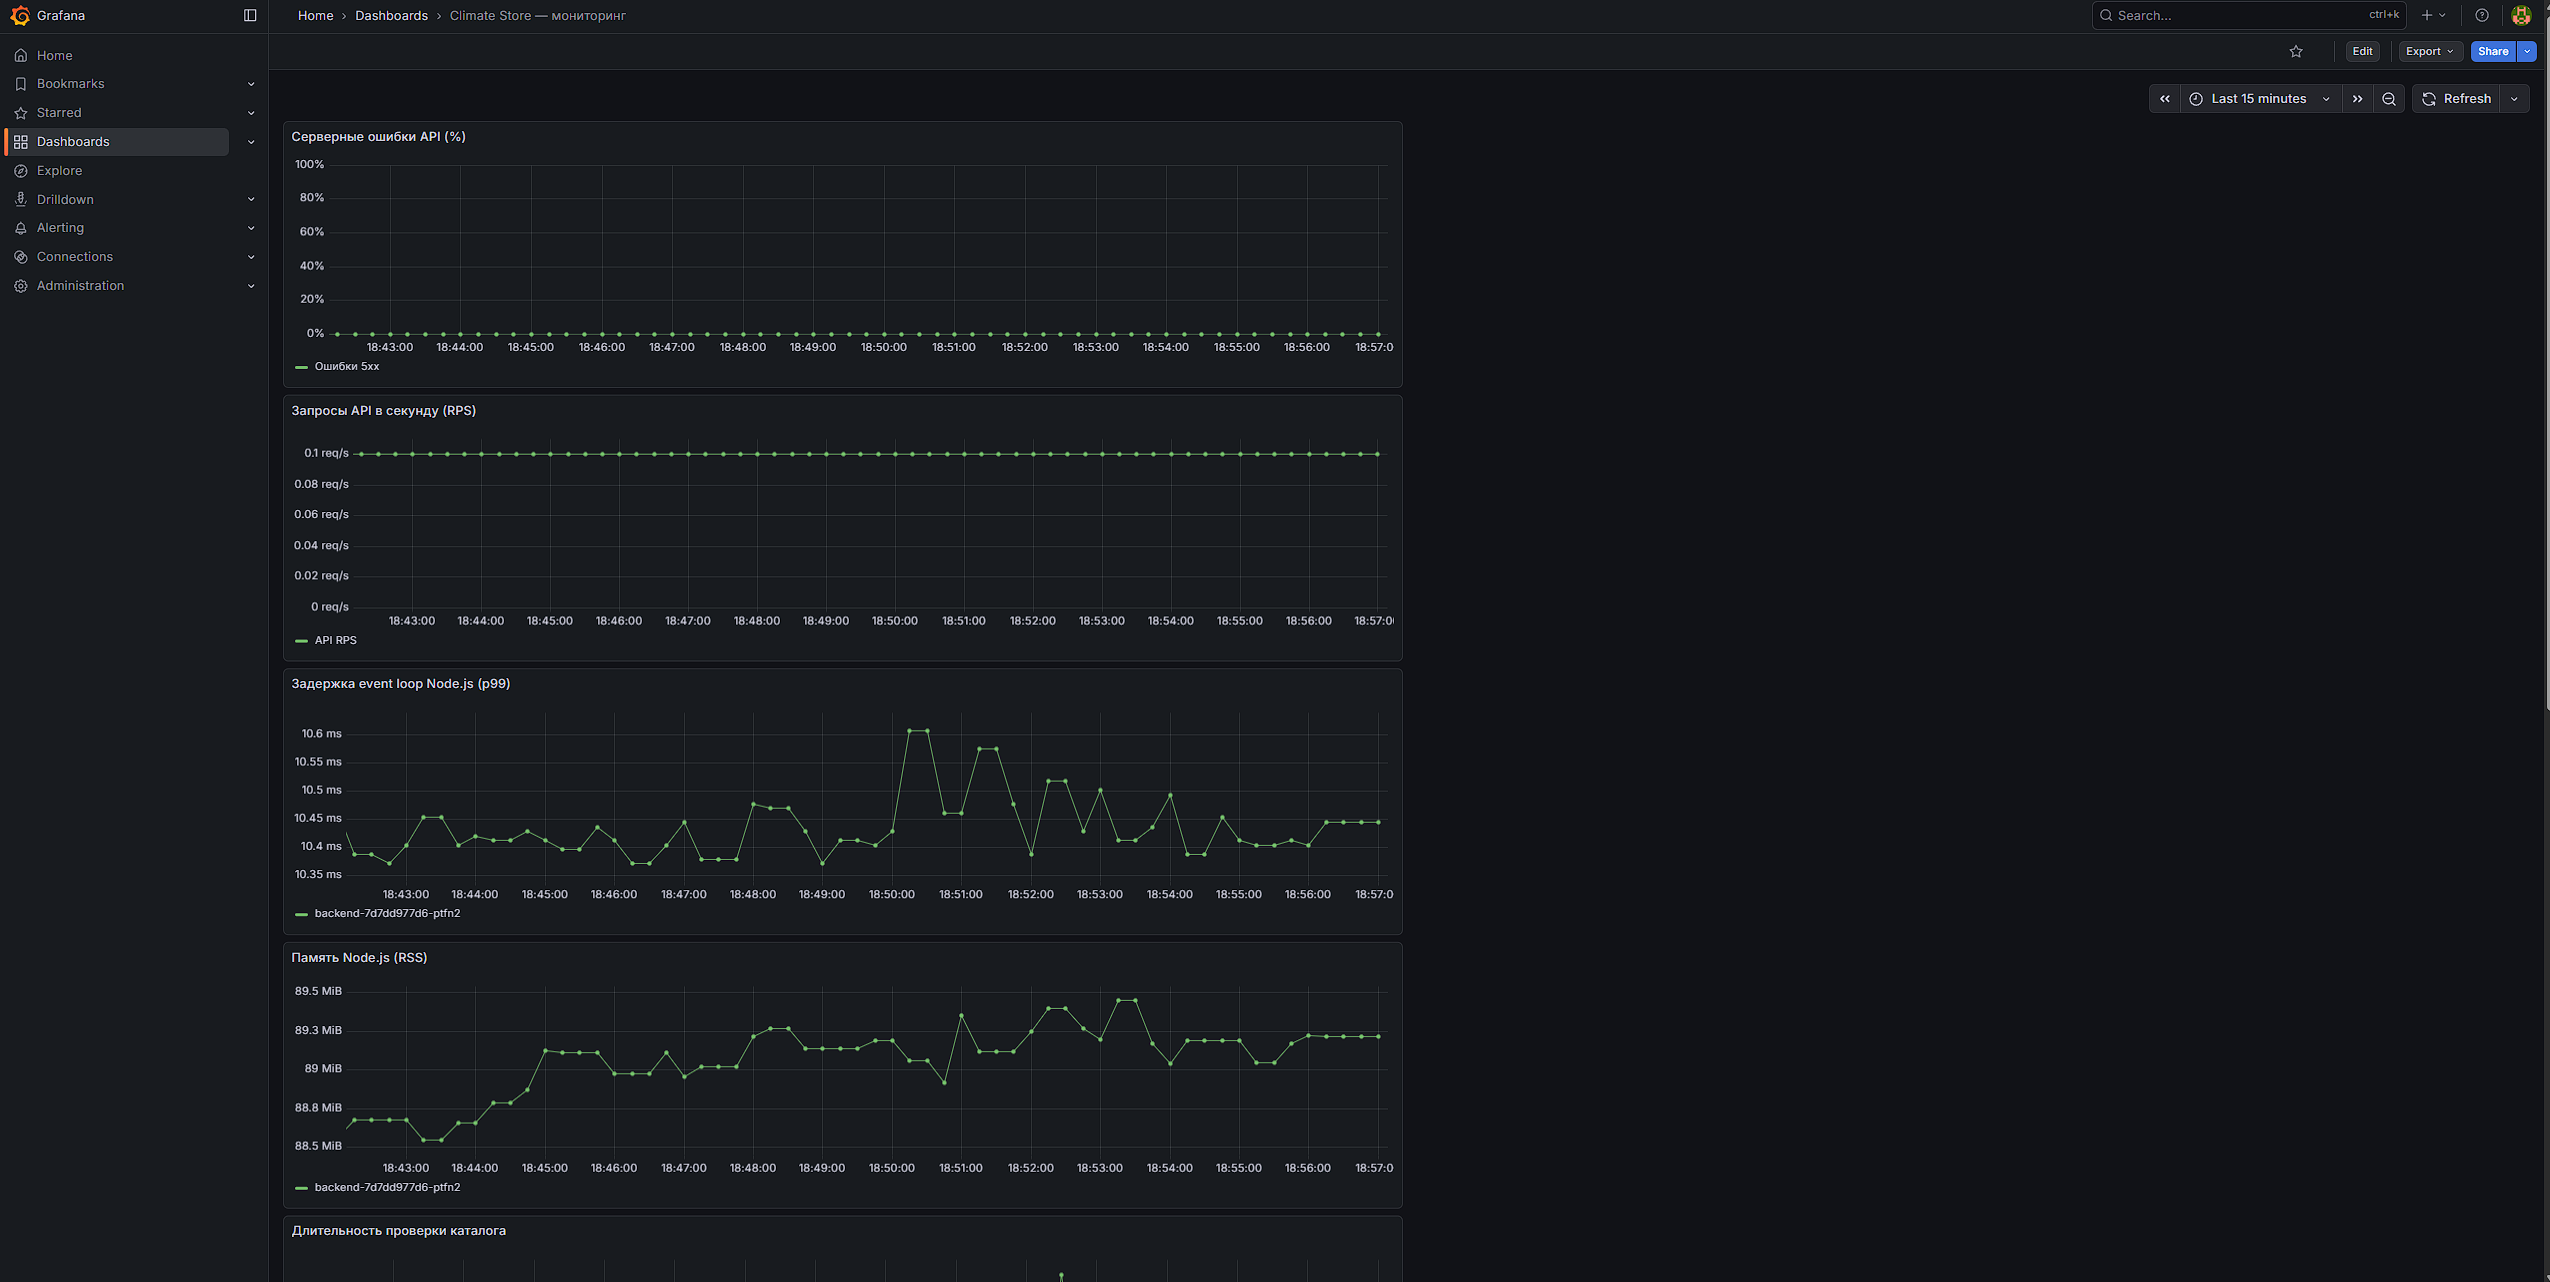 Grafana
Home › Dashboards › Climate Store — мониторинг
Search...
ctrl+k
Edit
Export
Share
Home
Bookmarks
Starred
Dashboards
Explore
Drilldown
Alerting
Connections
Administration
Last 15 minutes
Refresh
Серверные ошибки API (%)
100%
80%
60%
40%
20%
0%
18:43:00 18:44:00 18:45:00 18:46:00 18:47:00 18:48:00 18:49:00 18:50:00 18:51:00 18:52:00 18:53:00 18:54:00 18:55:00 18:56:00 18:57:0
Ошибки 5xx
Запросы API в секунду (RPS)
0.1 req/s
0.08 req/s
0.06 req/s
0.04 req/s
0.02 req/s
0 req/s
18:43:00 18:44:00 18:45:00 18:46:00 18:47:00 18:48:00 18:49:00 18:50:00 18:51:00 18:52:00 18:53:00 18:54:00 18:55:00 18:56:00 18:57:0
API RPS
Задержка event loop Node.js (p99)
10.6 ms
10.55 ms
10.5 ms
10.45 ms
10.4 ms
10.35 ms
18:43:00 18:44:00 18:45:00 18:46:00 18:47:00 18:48:00 18:49:00 18:50:00 18:51:00 18:52:00 18:53:00 18:54:00 18:55:00 18:56:00 18:57:0
backend-7d7dd977d6-ptfn2
Память Node.js (RSS)
89.5 MiB
89.3 MiB
89 MiB
88.8 MiB
88.5 MiB
18:43:00 18:44:00 18:45:00 18:46:00 18:47:00 18:48:00 18:49:00 18:50:00 18:51:00 18:52:00 18:53:00 18:54:00 18:55:00 18:56:00 18:57:0
backend-7d7dd977d6-ptfn2
Длительность проверки каталога